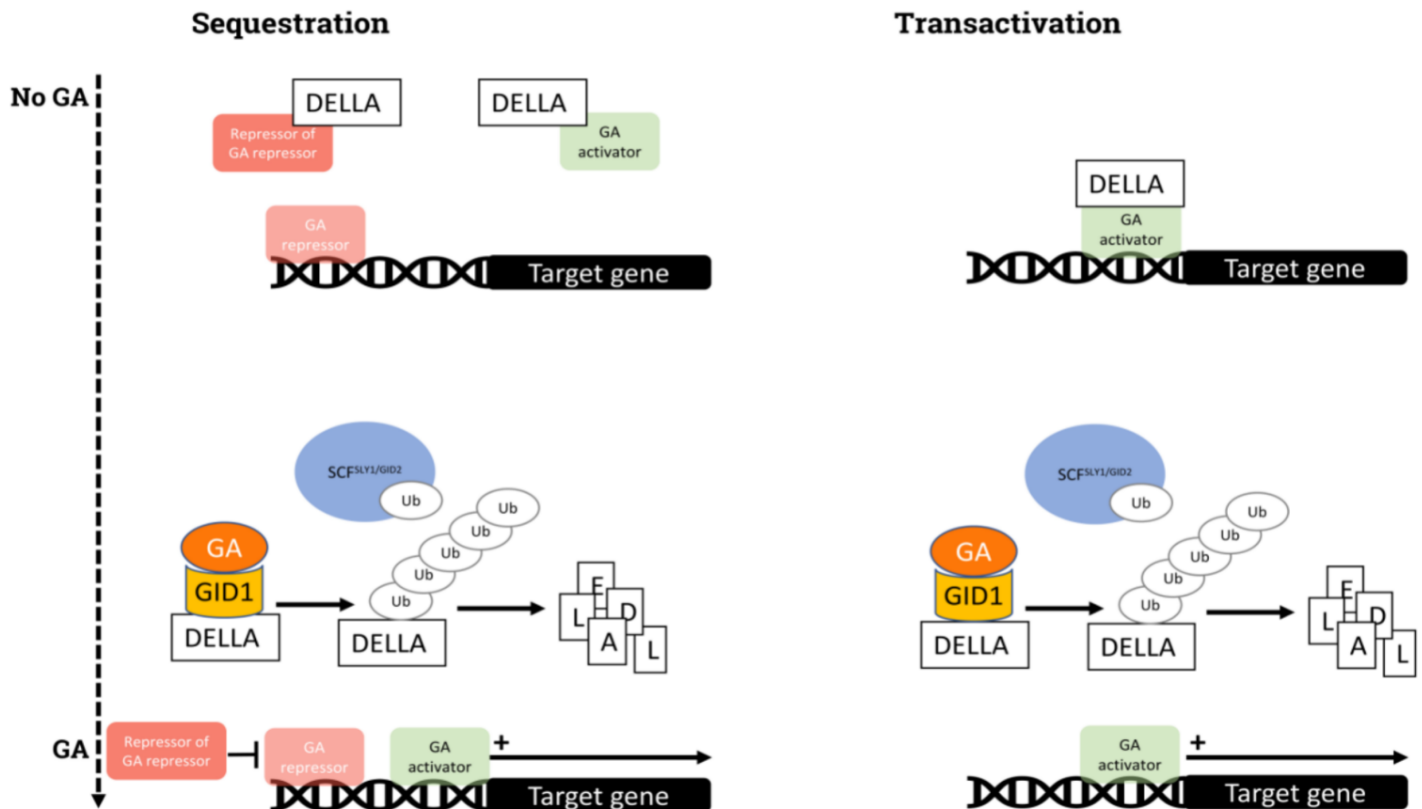 Sequestration
Transactivation
No GA
DELLA
Repressor of
GA repressor
DELLA
GA
activator
GA
repressor
Target gene
DELLA
GA
activator
Target gene
SCFSLY1/GID2
Ub
Ub
Ub
Ub
Ub
Ub
GA
GID1
DELLA
DELLA
E
L
D
A
L
SCFSLY1/GID2
Ub
Ub
Ub
Ub
Ub
Ub
GA
GID1
DELLA
DELLA
E
L
D
A
L
GA
Repressor of
GA repressor
GA
repressor
GA
activator
+
Target gene
GA
activator
+
Target gene